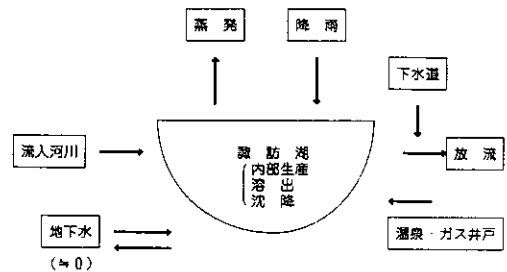 蒸発
降雨
下水道
流入河川
諏訪湖
内部生産
溶出
沈降
放流
地下水
(≒0)
温泉・ガス井戸